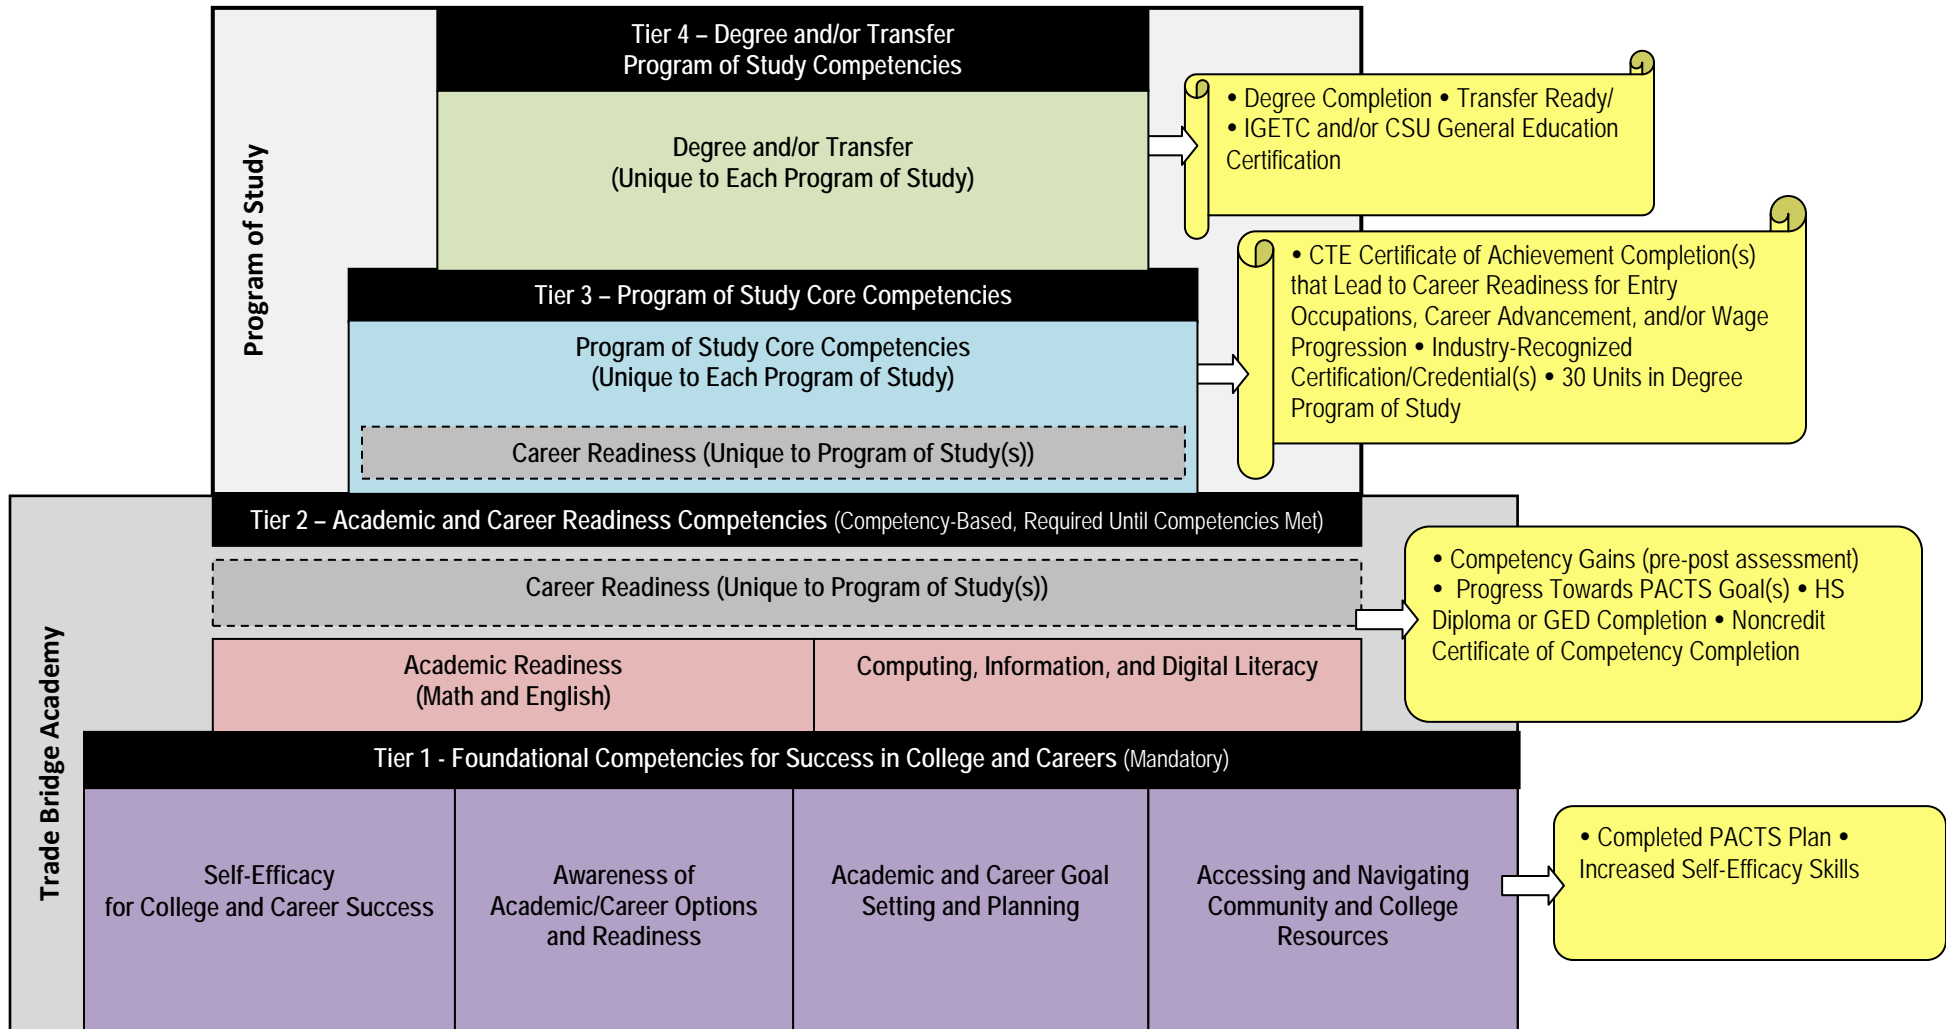 Tier 4 – Degree and/or Transfer
Program of Study Competencies
Program of Study
Degree and/or Transfer
(Unique to Each Program of Study)
• Degree Completion • Transfer Ready/
• IGETC and/or CSU General Education
Certification
Tier 3 – Program of Study Core Competencies
Program of Study Core Competencies
(Unique to Each Program of Study)
Career Readiness (Unique to Program of Study(s))
• CTE Certificate of Achievement Completion(s)
that Lead to Career Readiness for Entry
Occupations, Career Advancement, and/or Wage
Progression • Industry-Recognized
Certification/Credential(s) • 30 Units in Degree
Program of Study
Trade Bridge Academy
Tier 2 – Academic and Career Readiness Competencies (Competency-Based, Required Until Competencies Met)
Career Readiness (Unique to Program of Study(s))
Academic Readiness
(Math and English)
Computing, Information, and Digital Literacy
• Competency Gains (pre-post assessment)
• Progress Towards PACTS Goal(s) • HS
Diploma or GED Completion • Noncredit
Certificate of Competency Completion
Tier 1 - Foundational Competencies for Success in College and Careers (Mandatory)
Self-Efficacy
for College and Career Success
Awareness of
Academic/Career Options
and Readiness
Academic and Career Goal
Setting and Planning
Accessing and Navigating
Community and College
Resources
• Completed PACTS Plan •
Increased Self-Efficacy Skills